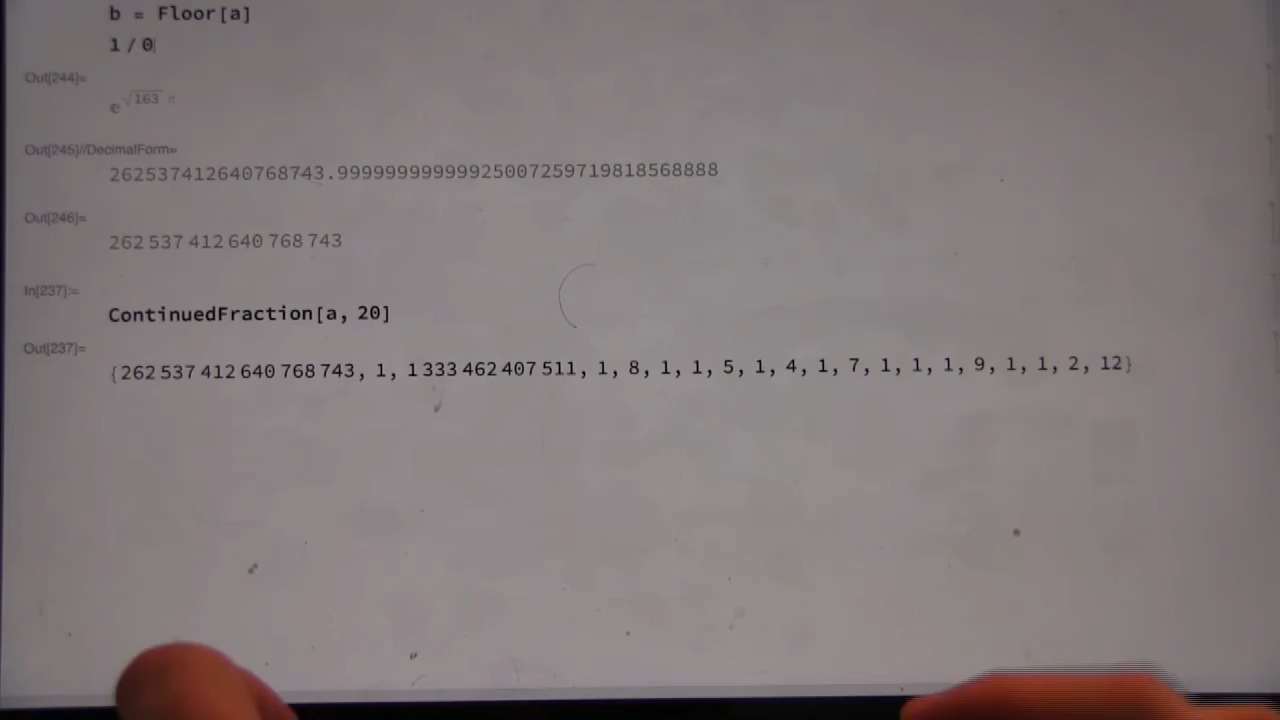 b = Floor[a]
1 / 0
Out[244]=
e^√163 π
Out[245]//DecimalForm=
262537412640768743.9999999999992500725971981856888
Out[246]=
262 537 412 640 768 743
In[237]:=
ContinuedFraction[a, 20]
Out[237]=
{262 537 412 640 768 743, 1, 1 333 462 407 511, 1, 8, 1, 1, 5, 1, 4, 1, 7, 1, 1, 1, 9, 1, 1, 2, 12}